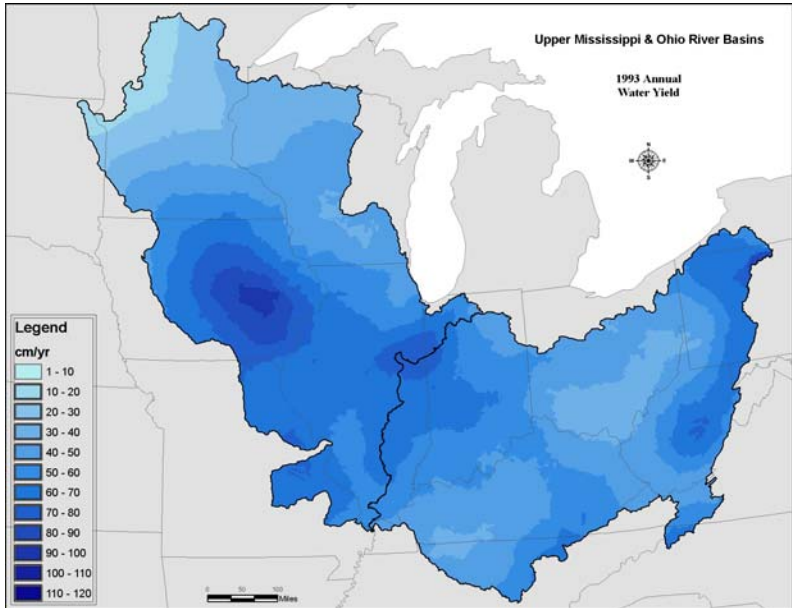 Upper Mississippi & Ohio River Basins
1993 Annual
Water Yield
N
S
Legend
cm/yr
1 - 10
10 - 20
20 - 30
30 - 40
40 - 50
50 - 60
60 - 70
70 - 80
80 - 90
90 - 100
100 - 110
110 - 120
0 50 100
Miles